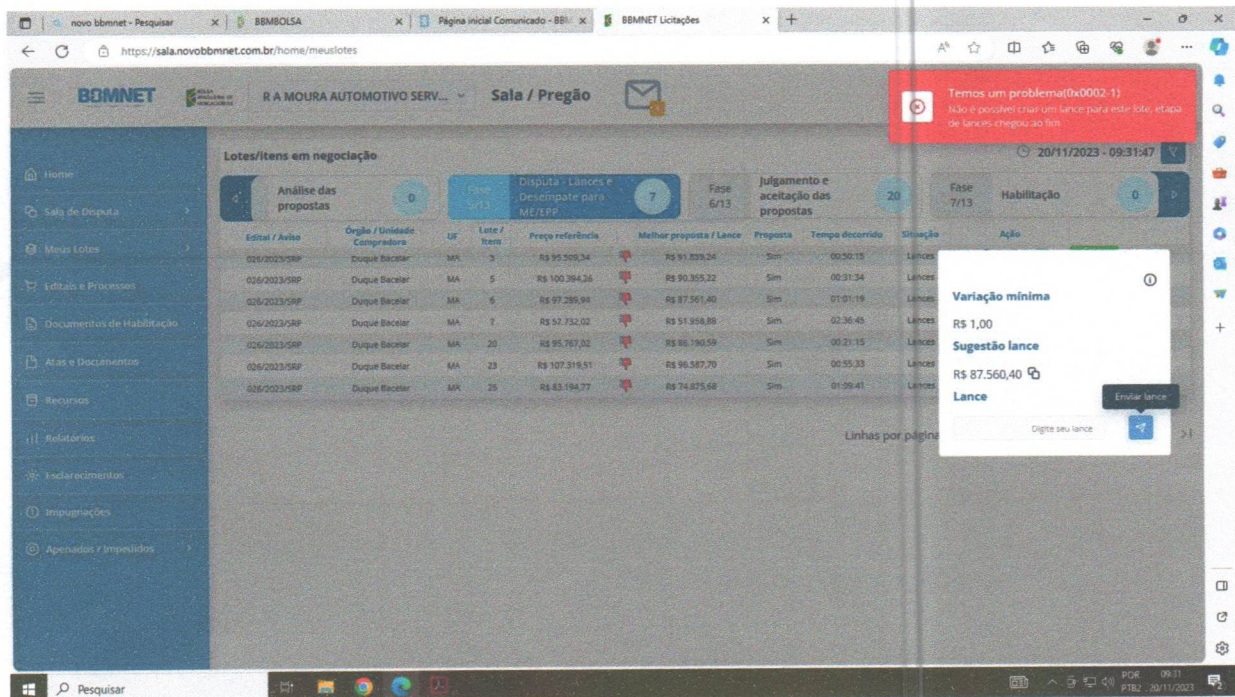 novo bbmnet - Pesquisar
BBMBOLSA
Página inicial Comunicado - BBM
BBMNET Licitações
https://sala.novobbmnet.com.br/home/meuslotes
BBMNET
R A MOURA AUTOMOTIVO SERV...
Sala / Pregão
Temos um problema(0x0002-1)
Não é possível criar um lance para este lote, etapa
de lances chegou ao fim
20/11/2023 - 09:31:47
Lotes/itens em negociação
Análise das
propostas
0
Fase
5/13
Disputa - Lances e
Desempate para
ME/EPP
7
Fase
6/13
Julgamento e
aceitação das
propostas
20
Fase
7/13
Habilitação
0
Home
Sala de Disputa
Meus Lotes
Editais e Processos
Documentos de Habilitação
Atas e Documentos
Recursos
Relatórios
Esclarecimentos
Impugnações
Apenados / Impedidos
Edital / Aviso Órgão / Unidade Compradora UF Lote / Item Preço referência Melhor proposta / Lance Proposta Tempo decorrido Situação Ação
026/2023/SRP Duque Bacelar MA 3 R$ 95.599,34 R$ 91.839,24 Sim 00:50:15 Lances
026/2023/SRP Duque Bacelar MA 5 R$ 100.394,26 R$ 90.355,22 Sim 00:31:34 Lances
026/2023/SRP Duque Bacelar MA 6 R$ 97.289,94 R$ 87.561,40 Sim 01:01:19 Lances
026/2023/SRP Duque Bacelar MA 7 R$ 57.732,02 R$ 51.958,88 Sim 02:36:45 Lances
026/2023/SRP Duque Bacelar MA 20 R$ 95.767,02 R$ 86.190,59 Sim 00:21:15 Lances
026/2023/SRP Duque Bacelar MA 23 R$ 107.319,51 R$ 96.587,70 Sim 00:55:33 Lances
026/2023/SRP Duque Bacelar MA 25 R$ 83.194,77 R$ 74.875,68 Sim 01:09:41 Lances
Linhas por página
Variação mínima
R$ 1,00
Sugestão lance
R$ 87.560,40
Lance
Enviar lance
Digite seu lance
Pesquisar
POR
PTB2
09:31
20/11/2023